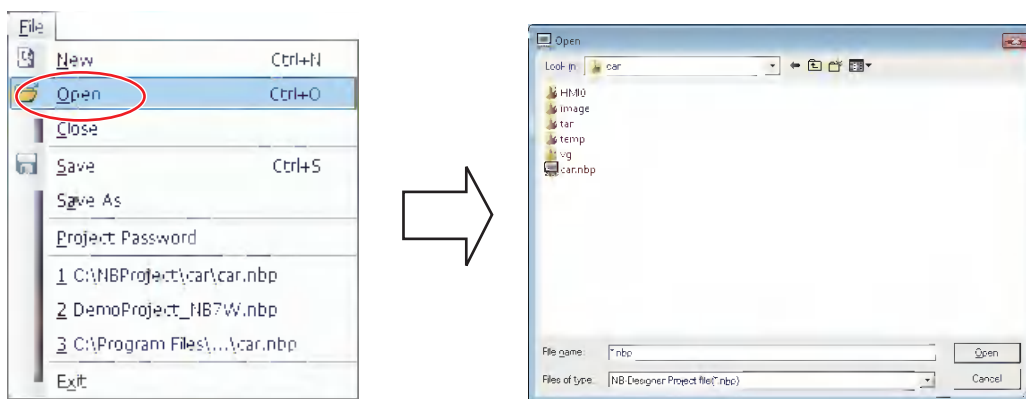 File
New Ctrl+N
Open Ctrl+O
Close
Save Ctrl+S
Save As
Project Password
1 C:\NBProject\car\car.nbp
2 DemoProject_NB7W.nbp
3 C:\Program Files\...\car.nbp
Exit
Open
Look in: car
HMI0
image
tar
temp
vg
car.nbp
File name: *.nbp Open
Files of type: NB-Designer Project file(*.nbp) Cancel